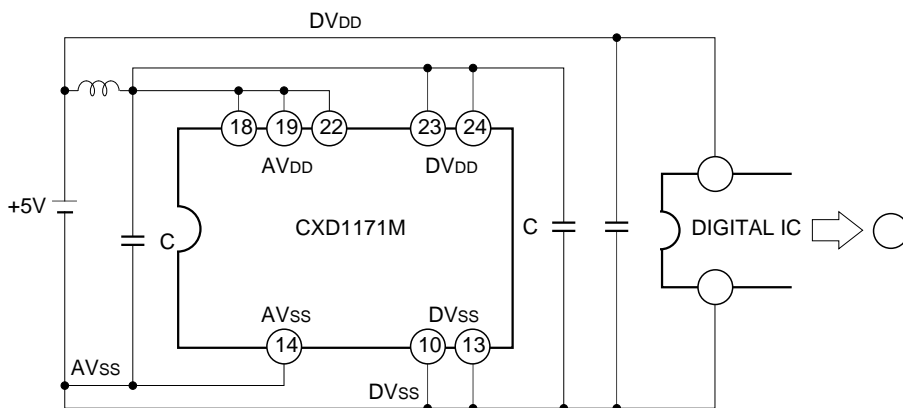 DVDD
18 19 22 23 24
AVDD DVDD
+5V C CXD1171M C DIGITAL IC
AVSS DVSS
14 10 13
AVSS DVSS